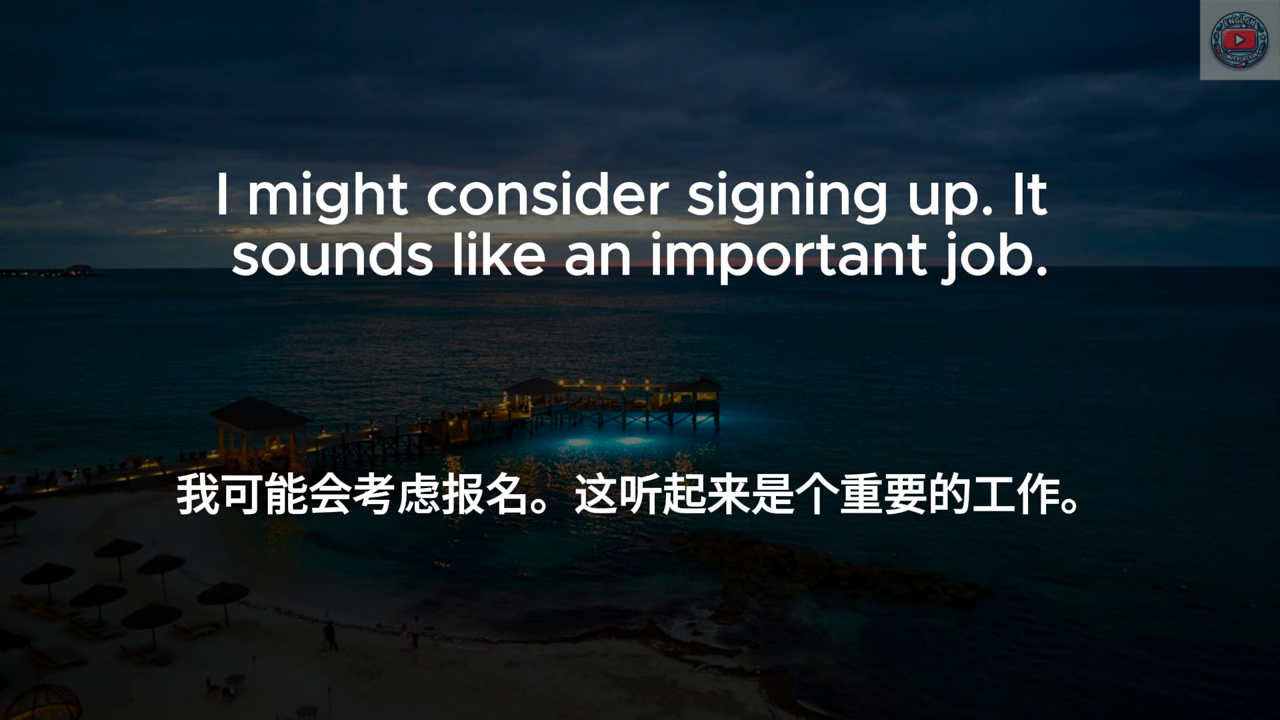 I might consider signing up. It
sounds like an important job.
我可能会考虑报名。这听起来是个重要的工作。